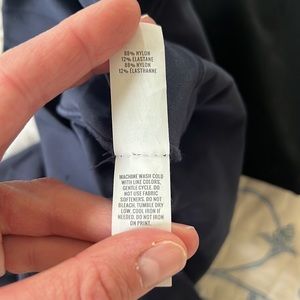 88% NYLON
12% ELASTANE
88% NYLON
12% ELASTHANNE
MACHINE WASH COLD
WITH LIKE COLORS,
GENTLE CYCLE. DO
NOT USE FABRIC
SOFTENERS. DO NOT
BLEACH. TUMBLE DRY
LOW. COOL IRON IF
NEEDED. DO NOT IRON
ON PRINT.